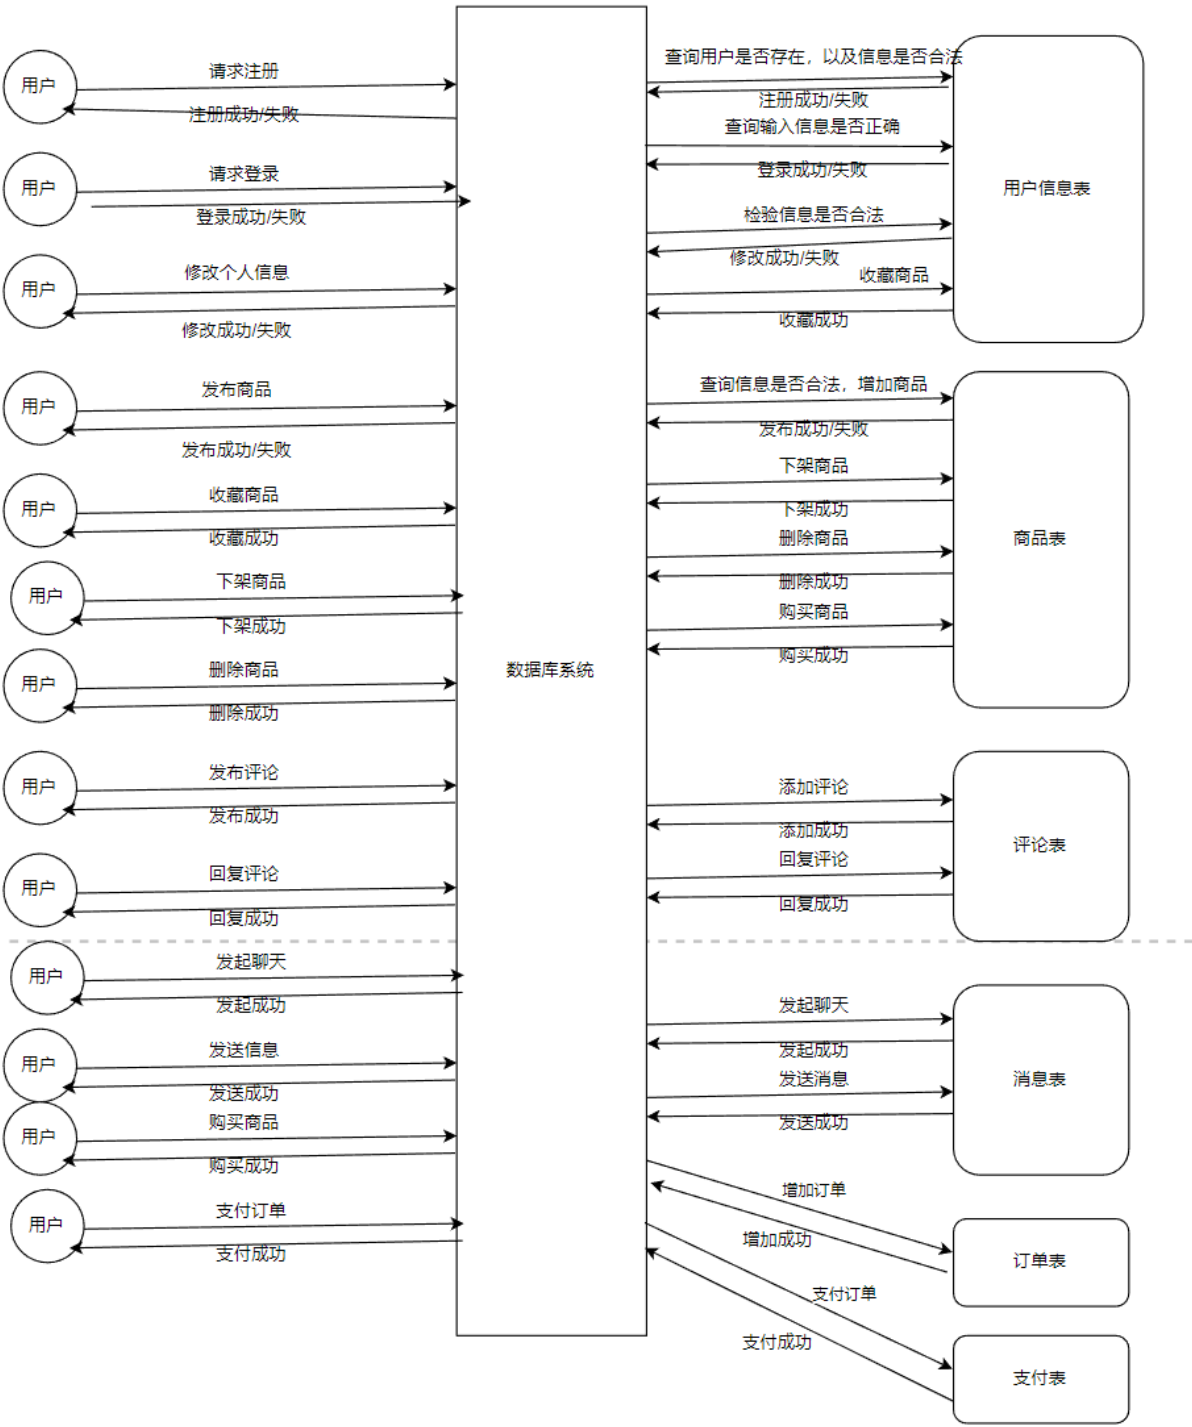 用户
请求注册
注册成功/失败
用户
请求登录
登录成功/失败
用户
修改个人信息
修改成功/失败
用户
发布商品
发布成功/失败
用户
收藏商品
收藏成功
用户
下架商品
下架成功
用户
删除商品
删除成功
用户
发布评论
发布成功
用户
回复评论
回复成功
用户
发起聊天
发起成功
用户
发送信息
发送成功
用户
购买商品
购买成功
用户
支付订单
支付成功
数据库系统
查询用户是否存在，以及信息是否合法
注册成功/失败
查询输入信息是否正确
登录成功/失败
检验信息是否合法
修改成功/失败
收藏商品
收藏成功
用户信息表
查询信息是否合法，增加商品
发布成功/失败
下架商品
下架成功
删除商品
删除成功
购买商品
购买成功
商品表
添加评论
添加成功
回复评论
回复成功
评论表
发起聊天
发起成功
发送消息
发送成功
消息表
增加订单
增加成功
订单表
支付订单
支付成功
支付表